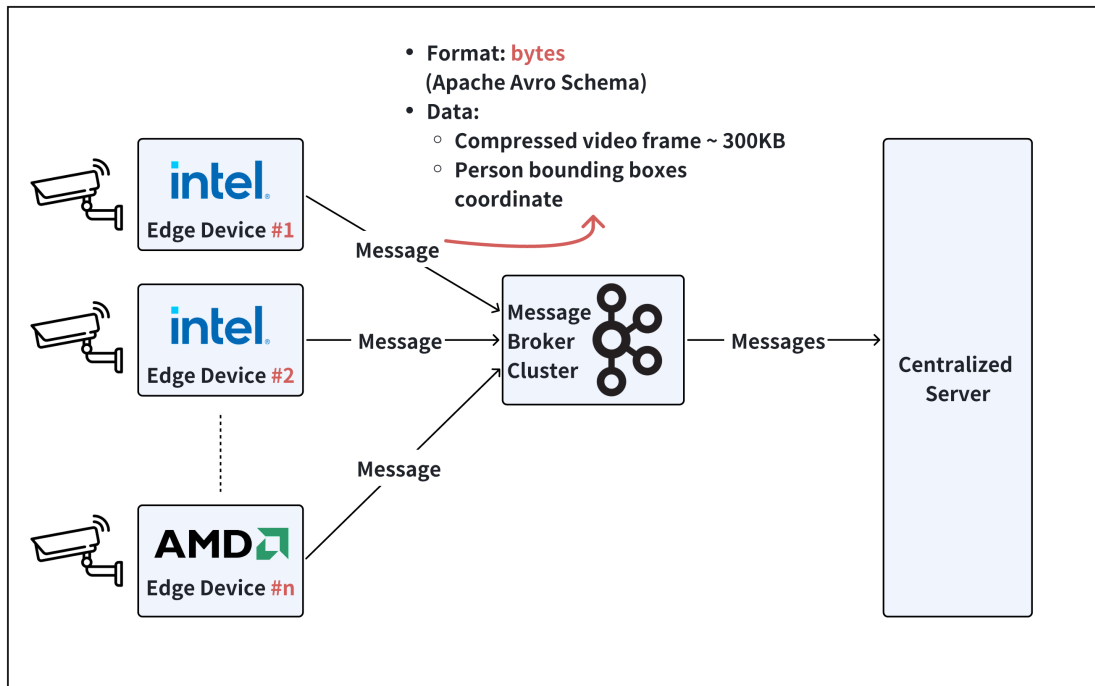 • Format: bytes
(Apache Avro Schema)
• Data:
○ Compressed video frame ~ 300KB
○ Person bounding boxes
coordinate
intel.
Edge Device #1
Message
intel.
Edge Device #2
Message
Message
Broker
Cluster
Messages
Centralized
Server
Message
AMD
Edge Device #n